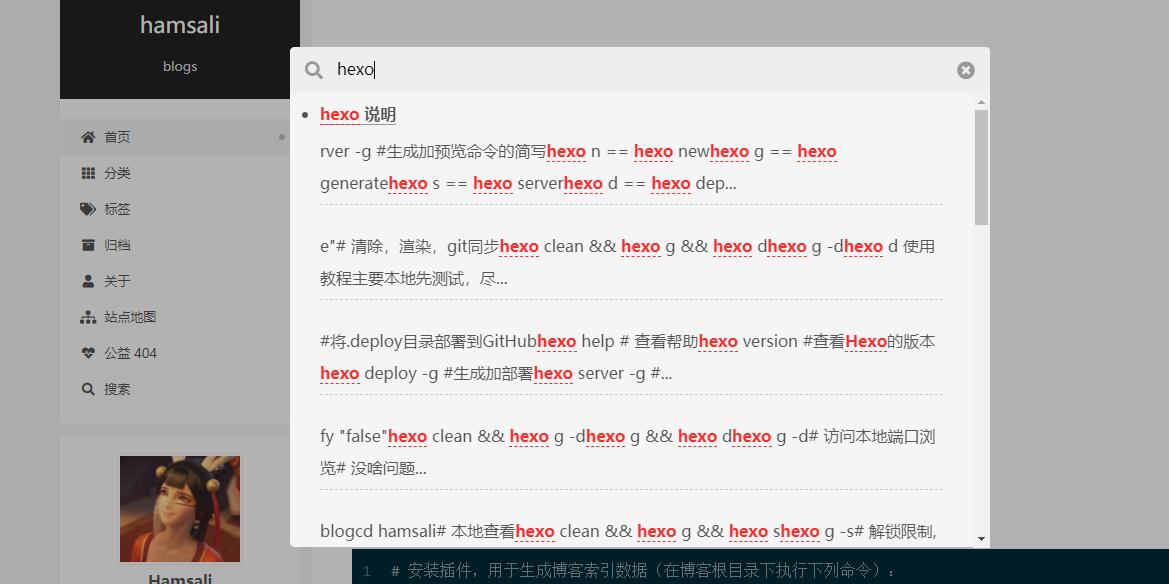 hamsali
blogs
首页
分类
标签
归档
关于
站点地图
公益 404
搜索
Hamsali
hexo
hexo 说明
rver -g #生成加预览命令的简写hexo n == hexo newhexo g == hexo
generatehexo s == hexo serverhexo d == hexo dep...
e"# 清除，渲染，git同步hexo clean && hexo g && hexo dhexo g -dhexo d 使用
教程主要本地先测试，尽...
#将.deploy目录部署到GitHubhexo help # 查看帮助hexo version #查看Hexo的版本
hexo deploy -g #生成加部署hexo server -g #...
fy "false"hexo clean && hexo g -dhexo g && hexo dhexo g -d# 访问本地端口浏
览# 没啥问题...
blogcd hamsali# 本地查看hexo clean && hexo g && hexo shexo g -s# 解锁限制,
1 # 安装插件，用于生成博客索引数据（在博客根目录下执行下列命令）：